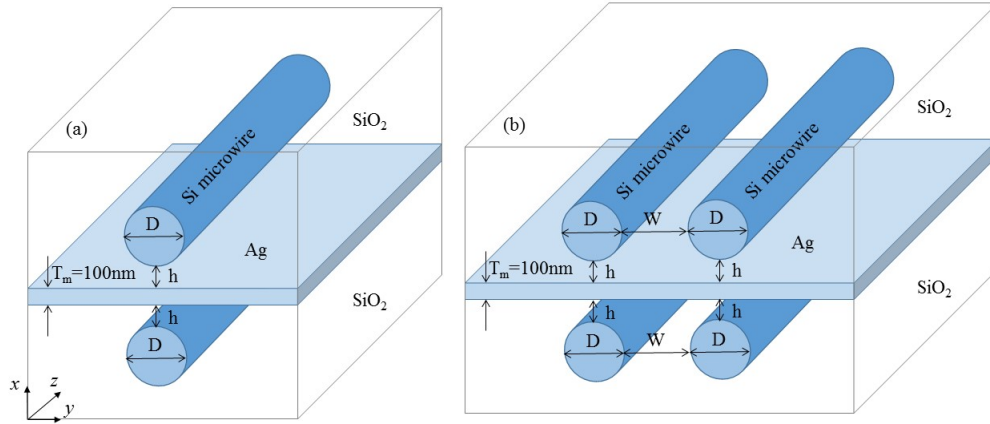 (a)
SiO₂
Si microwire
D
Ag
Tₘ=100nm
h
h
SiO₂
D
x
z
y
(b)
SiO₂
Si microwire
Si microwire
D
W
D
Ag
Tₘ=100nm
h
h
h
h
SiO₂
D
W
D